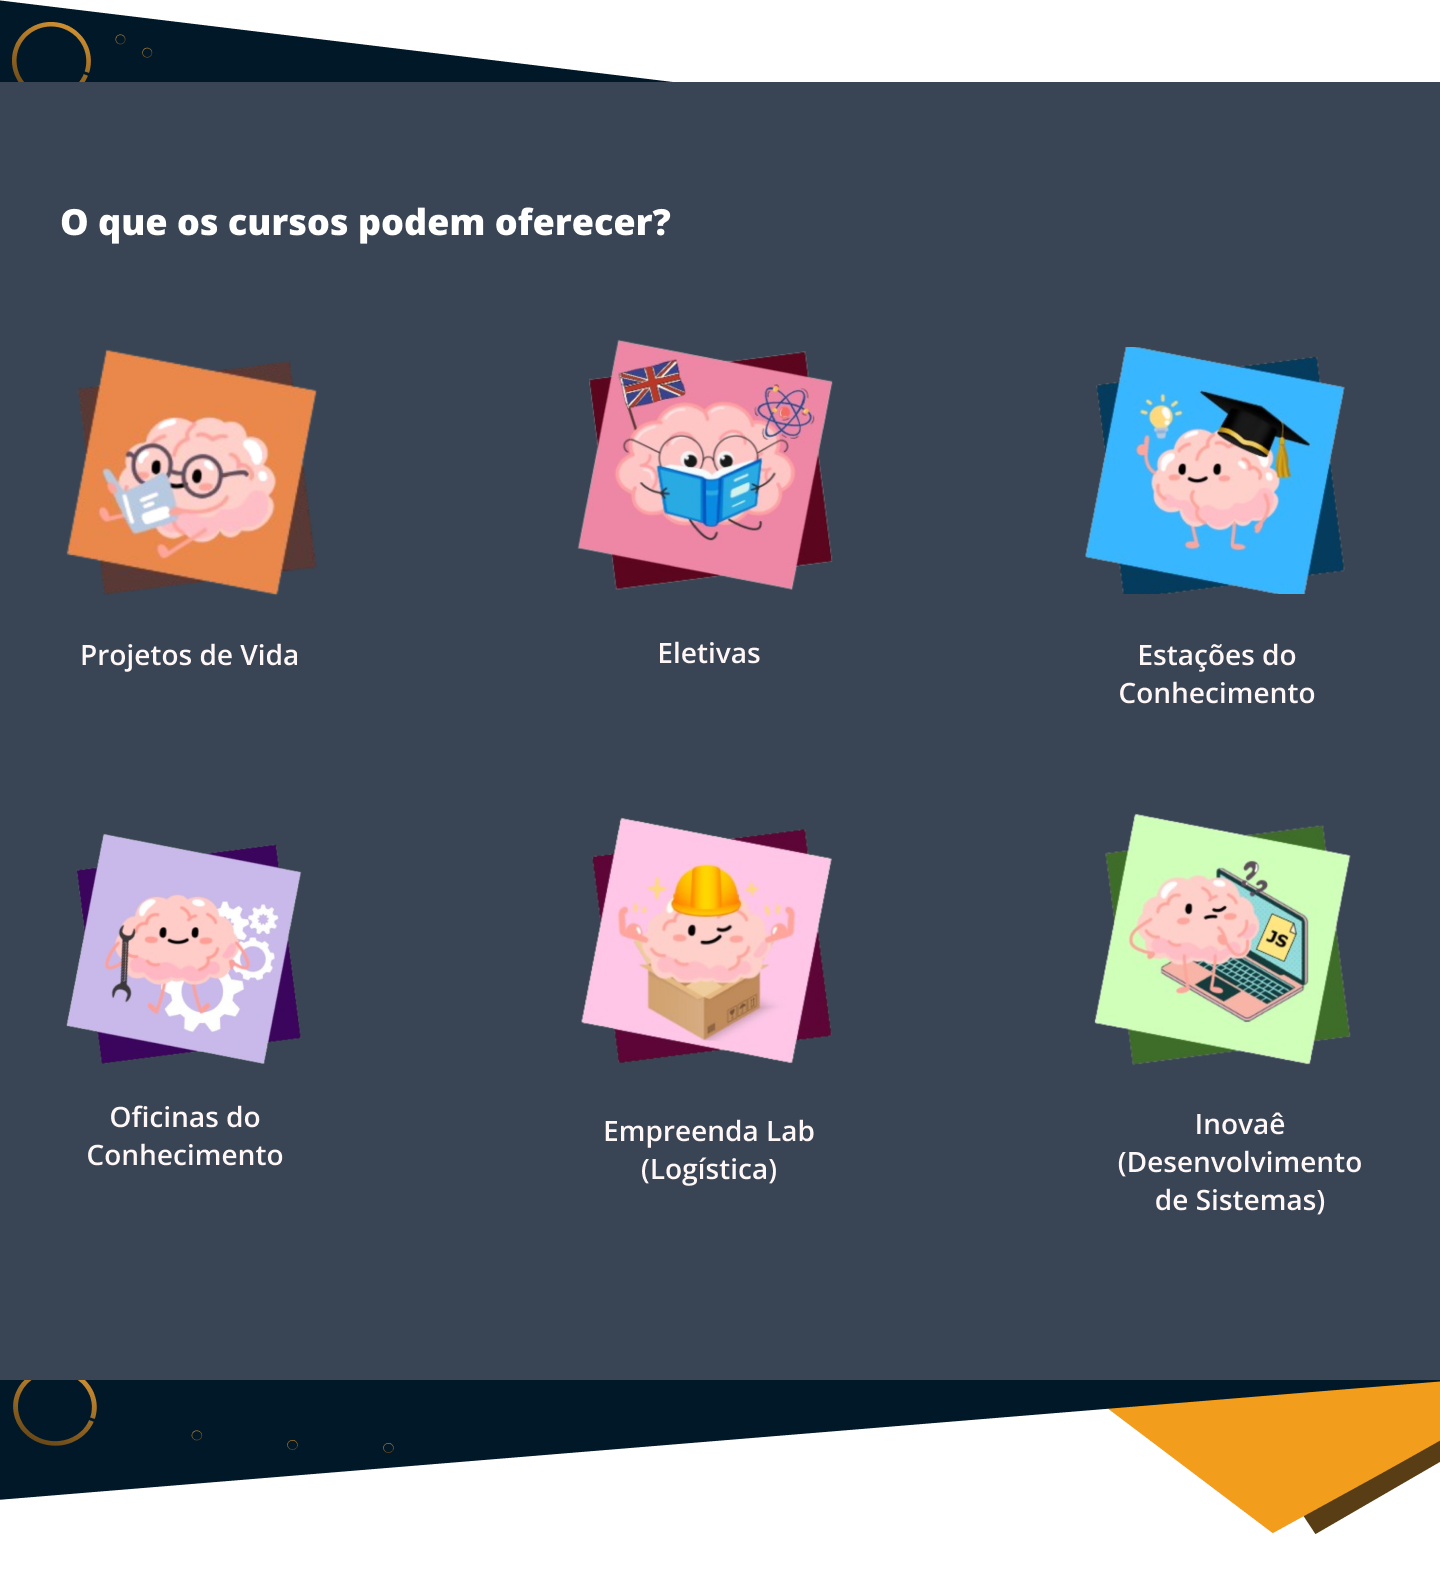 O que os cursos podem oferecer?
Projetos de Vida
Eletivas
Estações do
Conhecimento
JS
Oficinas do
Conhecimento
Empreenda Lab
(Logística)
Inovaê
(Desenvolvimento
de Sistemas)